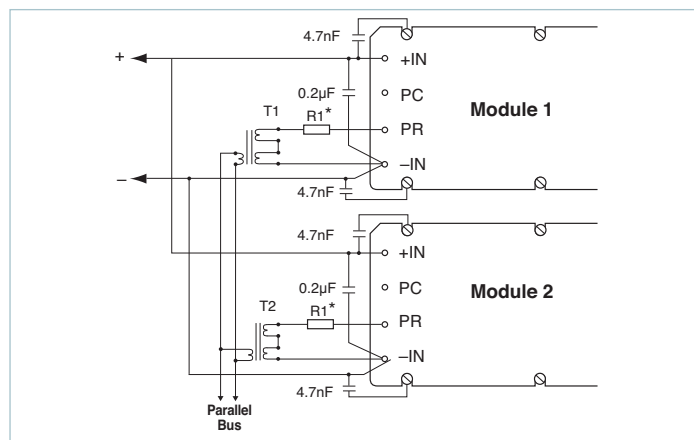 4.7nF
+
+IN
0.2µF
PC
Module 1
T1
R1*
PR
–IN
–
4.7nF
4.7nF
+IN
0.2µF
PC
Module 2
T2
R1*
PR
–IN
4.7nF
Parallel
Bus